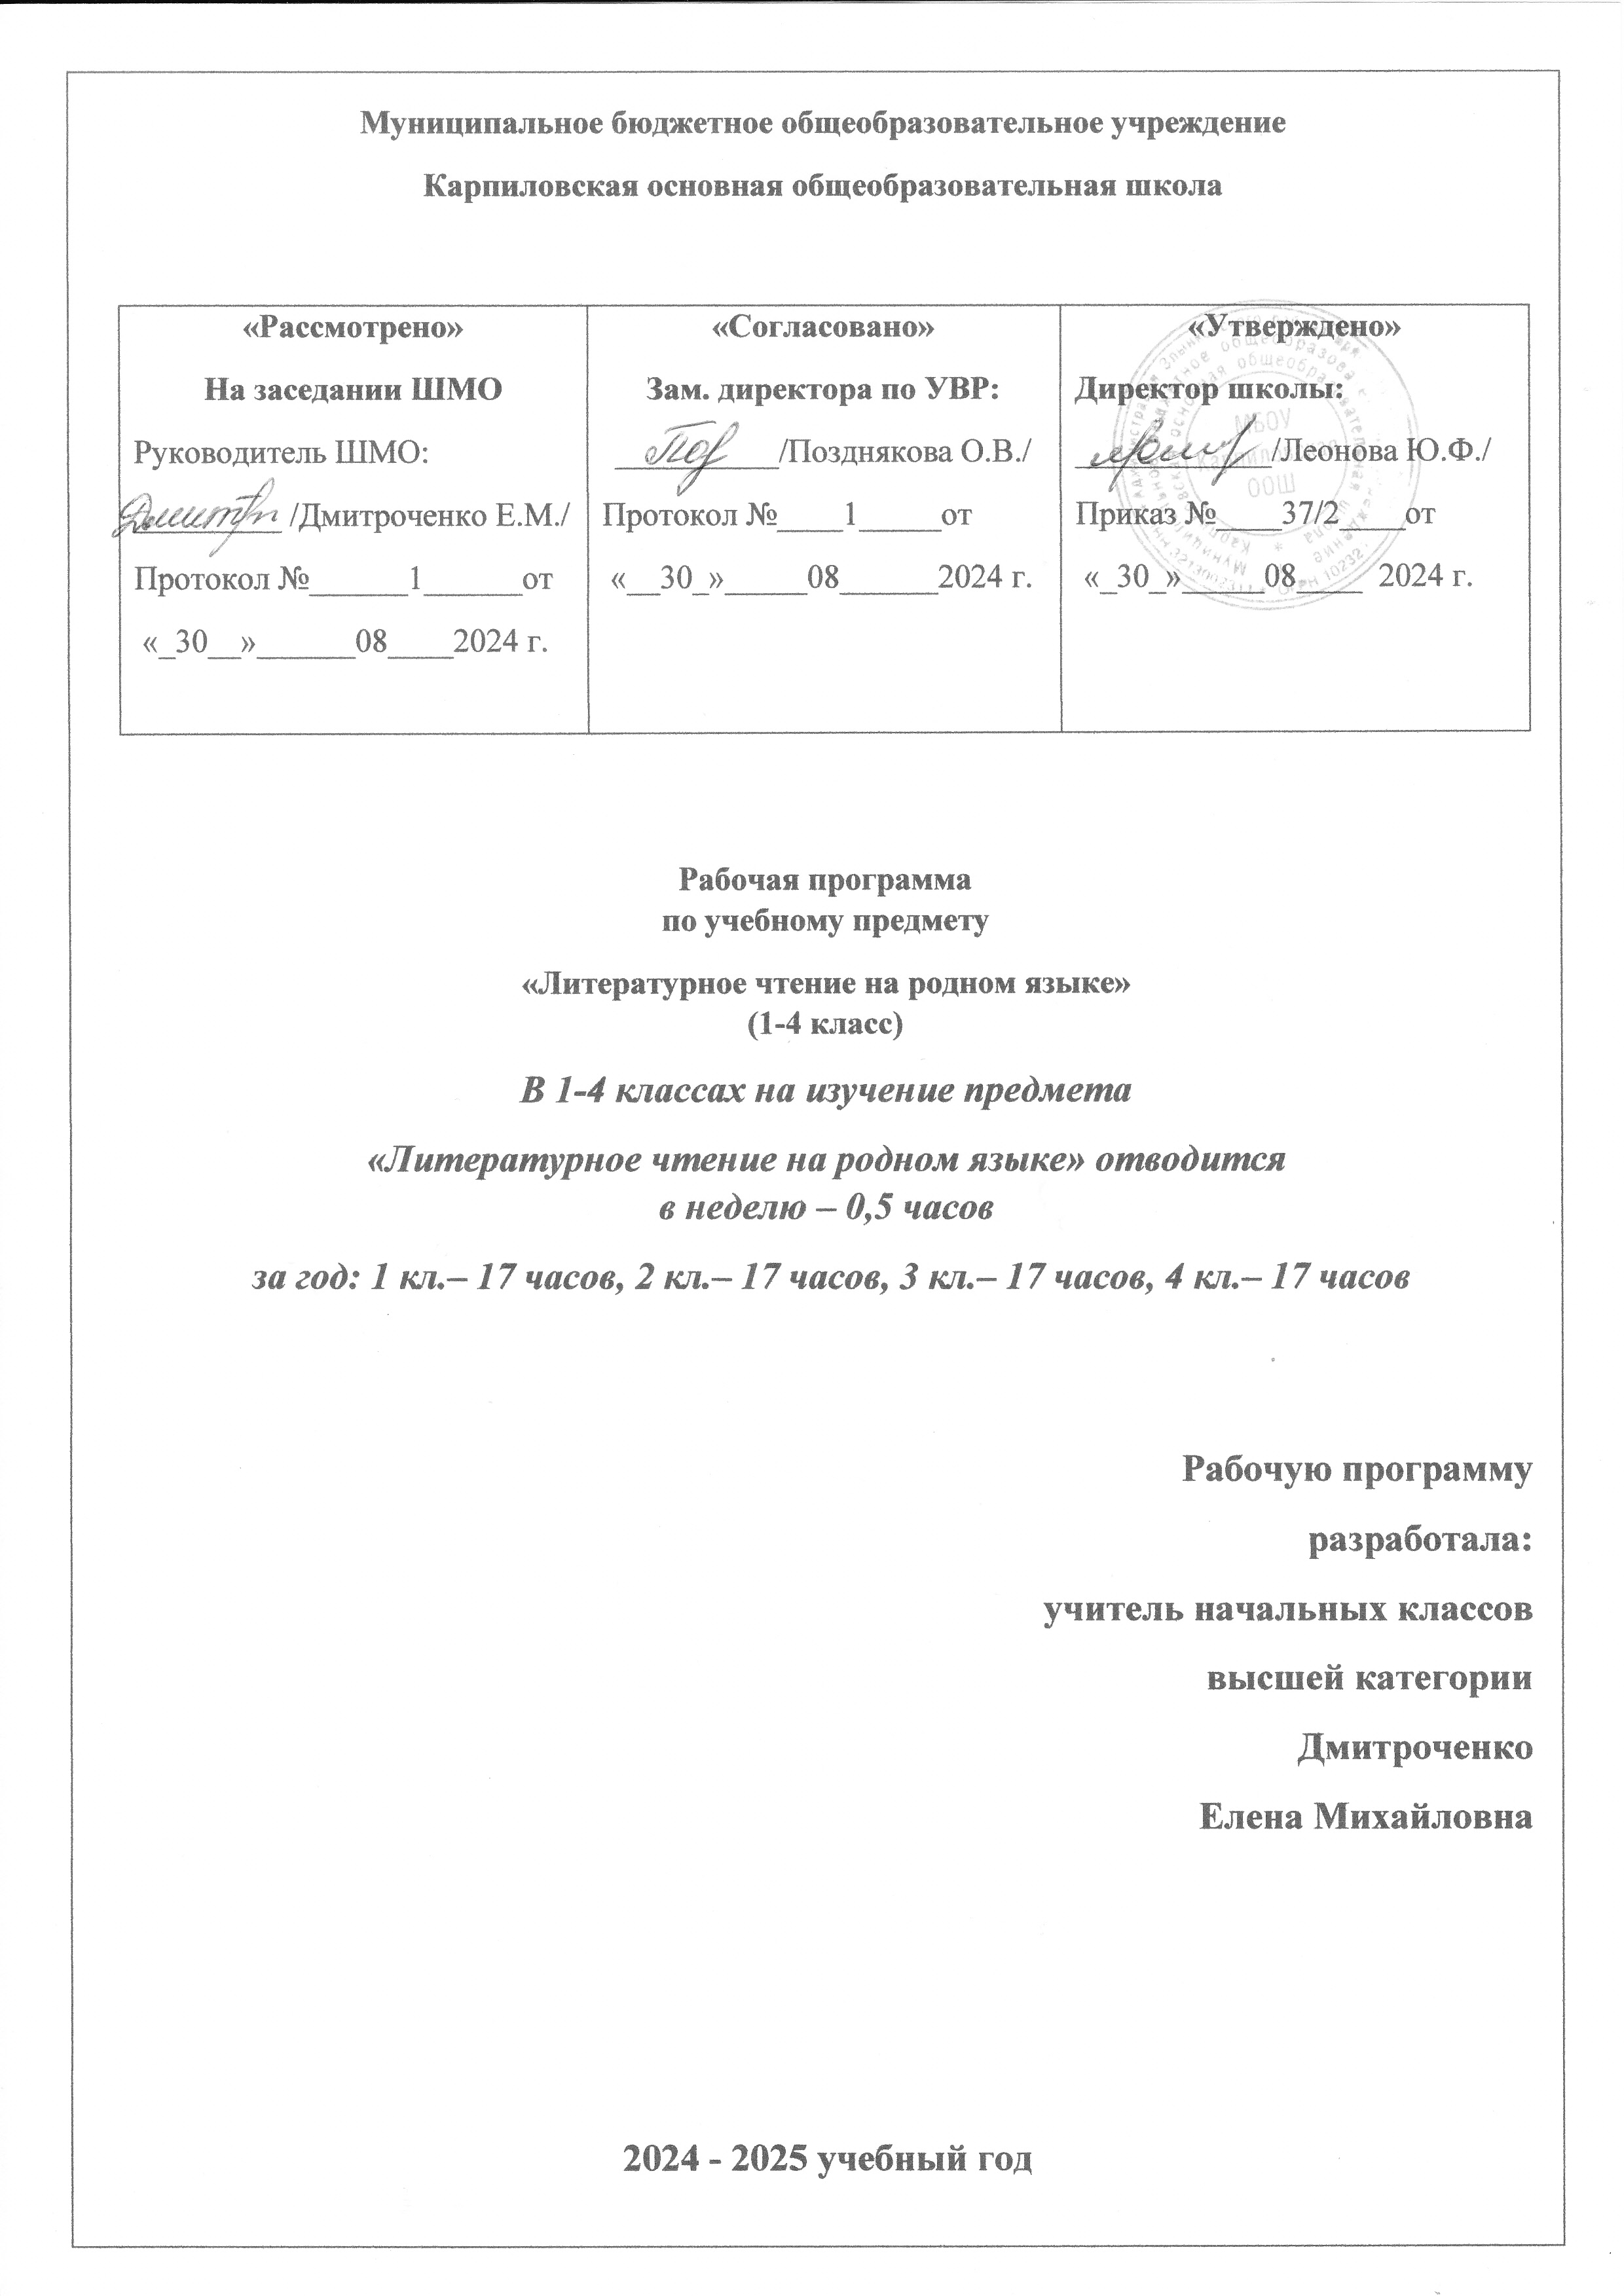 Муниципальное бюджетное общеобразовательное учреждение
Карпиловская основная общеобразовательная школа
«Рассмотрено»
На заседании ШМО
Руководитель ШМО:
/Дмитроченко Е.М./
Протокол №______1______от
«_30__»______08____2024 г.
«Согласовано»
Зам. директора по УВР:
__________/Позднякова О.В./
Протокол №____1_____от
«__30_»_____08______2024 г.
«Утверждено»
Директор школы:
____________/Леонова Ю.Ф./
Приказ №____37/2____от
«_30_»_____08____ 2024 г.
МБОУ
ООШ
Рабочая программа
по учебному предмету
«Литературное чтение на родном языке»
(1-4 класс)
В 1-4 классах на изучение предмета
«Литературное чтение на родном языке» отводится
в неделю – 0,5 часов
за год: 1 кл.– 17 часов, 2 кл.– 17 часов, 3 кл.– 17 часов, 4 кл.– 17 часов
Рабочую программу
разработала:
учитель начальных классов
высшей категории
Дмитроченко
Елена Михайловна
2024 - 2025 учебный год